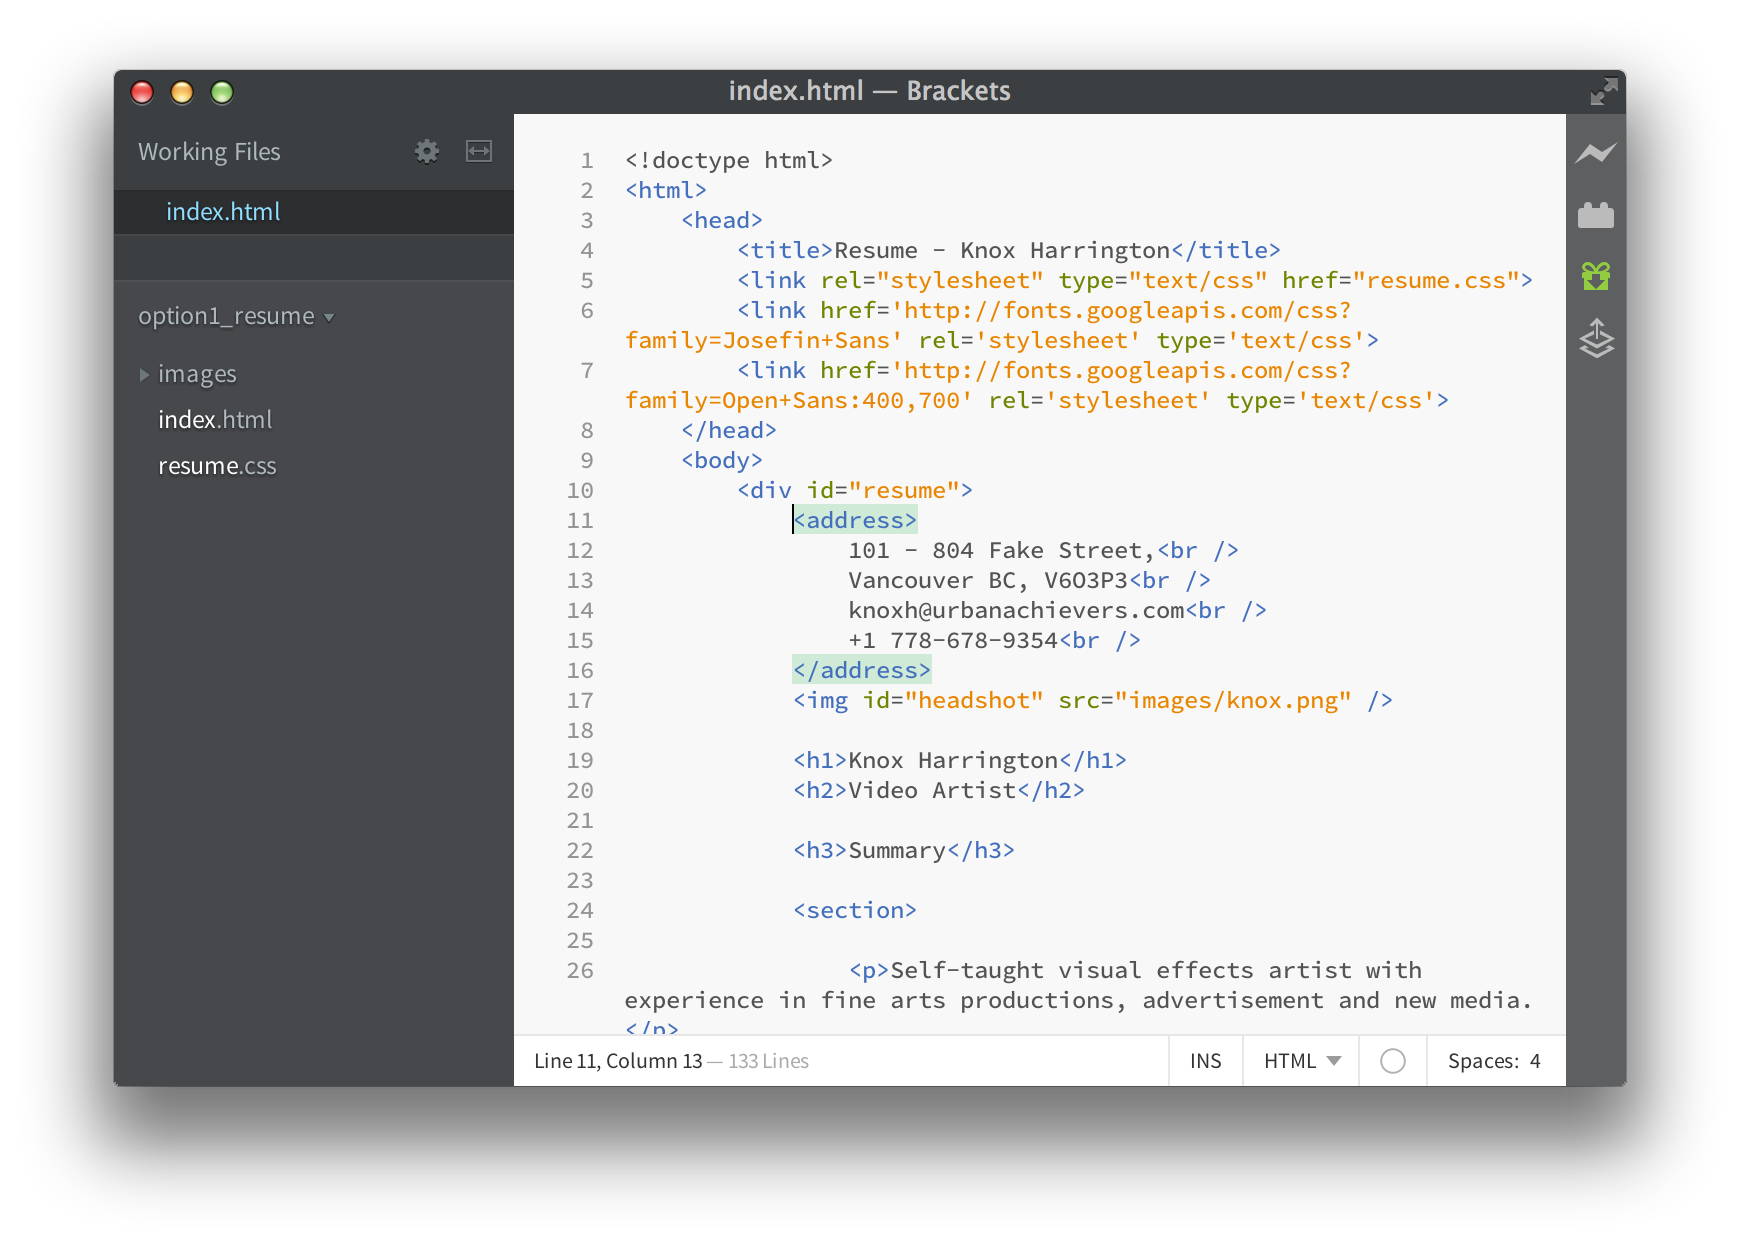 index.html — Brackets
Working Files
index.html
option1_resume
images
index.html
resume.css
1 <!doctype html>
2 <html>
3 <head>
4 <title>Resume - Knox Harrington</title>
5 <link rel="stylesheet" type="text/css" href="resume.css">
6 <link href='http://fonts.googleapis.com/css?
family=Josefin+Sans' rel='stylesheet' type='text/css'>
7 <link href='http://fonts.googleapis.com/css?
family=Open+Sans:400,700' rel='stylesheet' type='text/css'>
8 </head>
9 <body>
10 <div id="resume">
11 <address>
12 101 - 804 Fake Street,<br />
13 Vancouver BC, V6O3P3<br />
14 knoxh@urbanachievers.com<br />
15 +1 778-678-9354<br />
16 </address>
17 <img id="headshot" src="images/knox.png" />
18
19 <h1>Knox Harrington</h1>
20 <h2>Video Artist</h2>
21
22 <h3>Summary</h3>
23
24 <section>
25
26 <p>Self-taught visual effects artist with
experience in fine arts productions, advertisement and new media.
</p>
Line 11, Column 13 — 133 Lines
INS
HTML
Spaces: 4